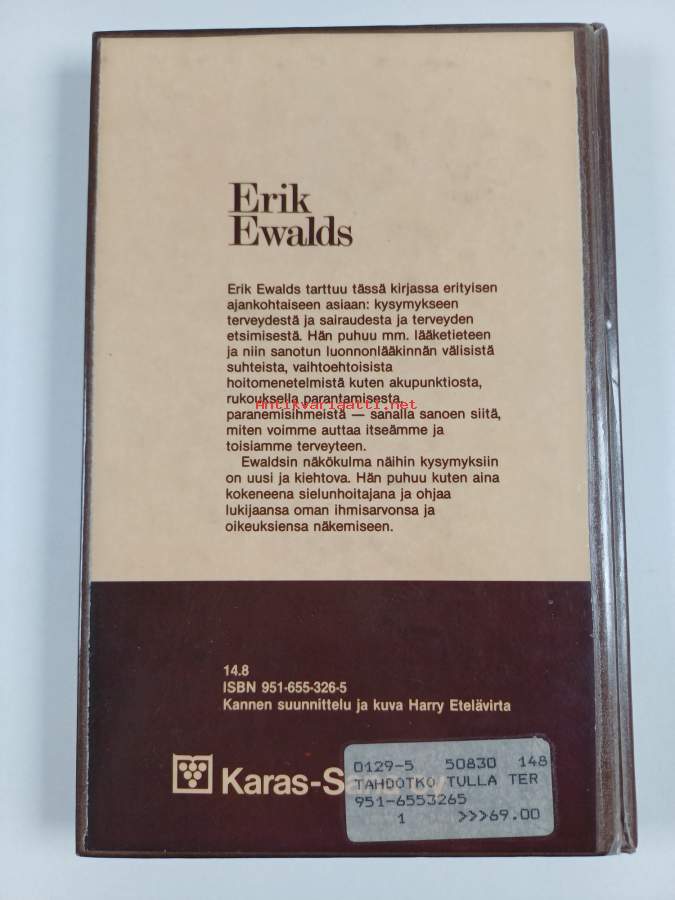 Erik
Ewalds
Erik Ewalds tarttuu tässä kirjassa erityisen
ajankohtaiseen asiaan: kysymykseen
terveydestä ja sairaudesta ja terveyden
etsimisestä. Hän puhuu mm. lääketieteen
ja niin sanotun luonnonlääkinnän välisistä
suhteista, vaihtoehtoisista
hoitomenetelmistä kuten akupunktiosta,
rukouksella parantamisesta,
Antikvariaatti.net
paranemisihmeistä — sanalla sanoen siitä,
miten voimme auttaa itseämme ja
toisiamme terveyteen.
Ewaldsin näkökulma näihin kysymyksiin
on uusi ja kiehtova. Hän puhuu kuten aina
kokeneena sielunhoitajana ja ohjaa
lukijaansa oman ihmisarvonsa ja
oikeuksiensa näkemiseen.
14.8
ISBN 951-655-326-5
Kannen suunnittelu ja kuva Harry Etelävirta
Karas-S
0129-5 50830 148
TAHDOTKO TULLA TER
951-6553265
1 >>>69.00